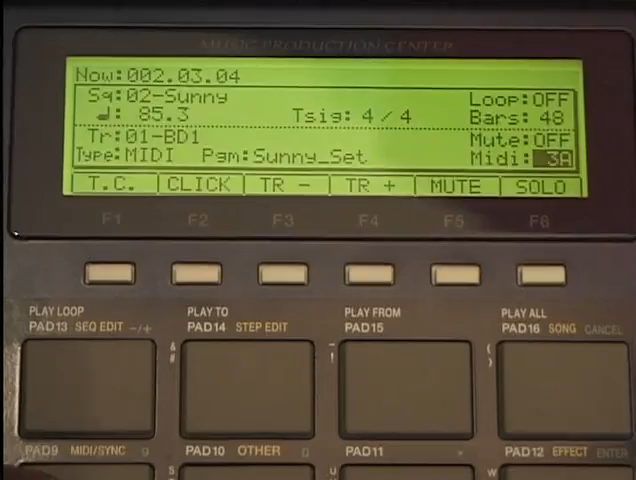 MUSIC PRODUCTION CENTER
Now:002.03.04
Sq:02-Sunny Loop:OFF
♩: 85.3 Tsig: 4/4 Bars: 48
Tr:01-BD1 Mute:OFF
Type:MIDI Pgm:Sunny_Set Midi: 3A
T.C. CLICK TR - TR + MUTE SOLO
F1 F2 F3 F4 F5 F6
PLAY LOOP PLAY TO PLAY FROM PLAY ALL
PAD13 SEQ EDIT -/+ PAD14 STEP EDIT PAD15 PAD16 SONG CANCEL
& - (
# ! )
PAD9 MIDI/SYNC 9 PAD10 OTHER 0 PAD11 PAD12 EFFECT ENTER
S U W